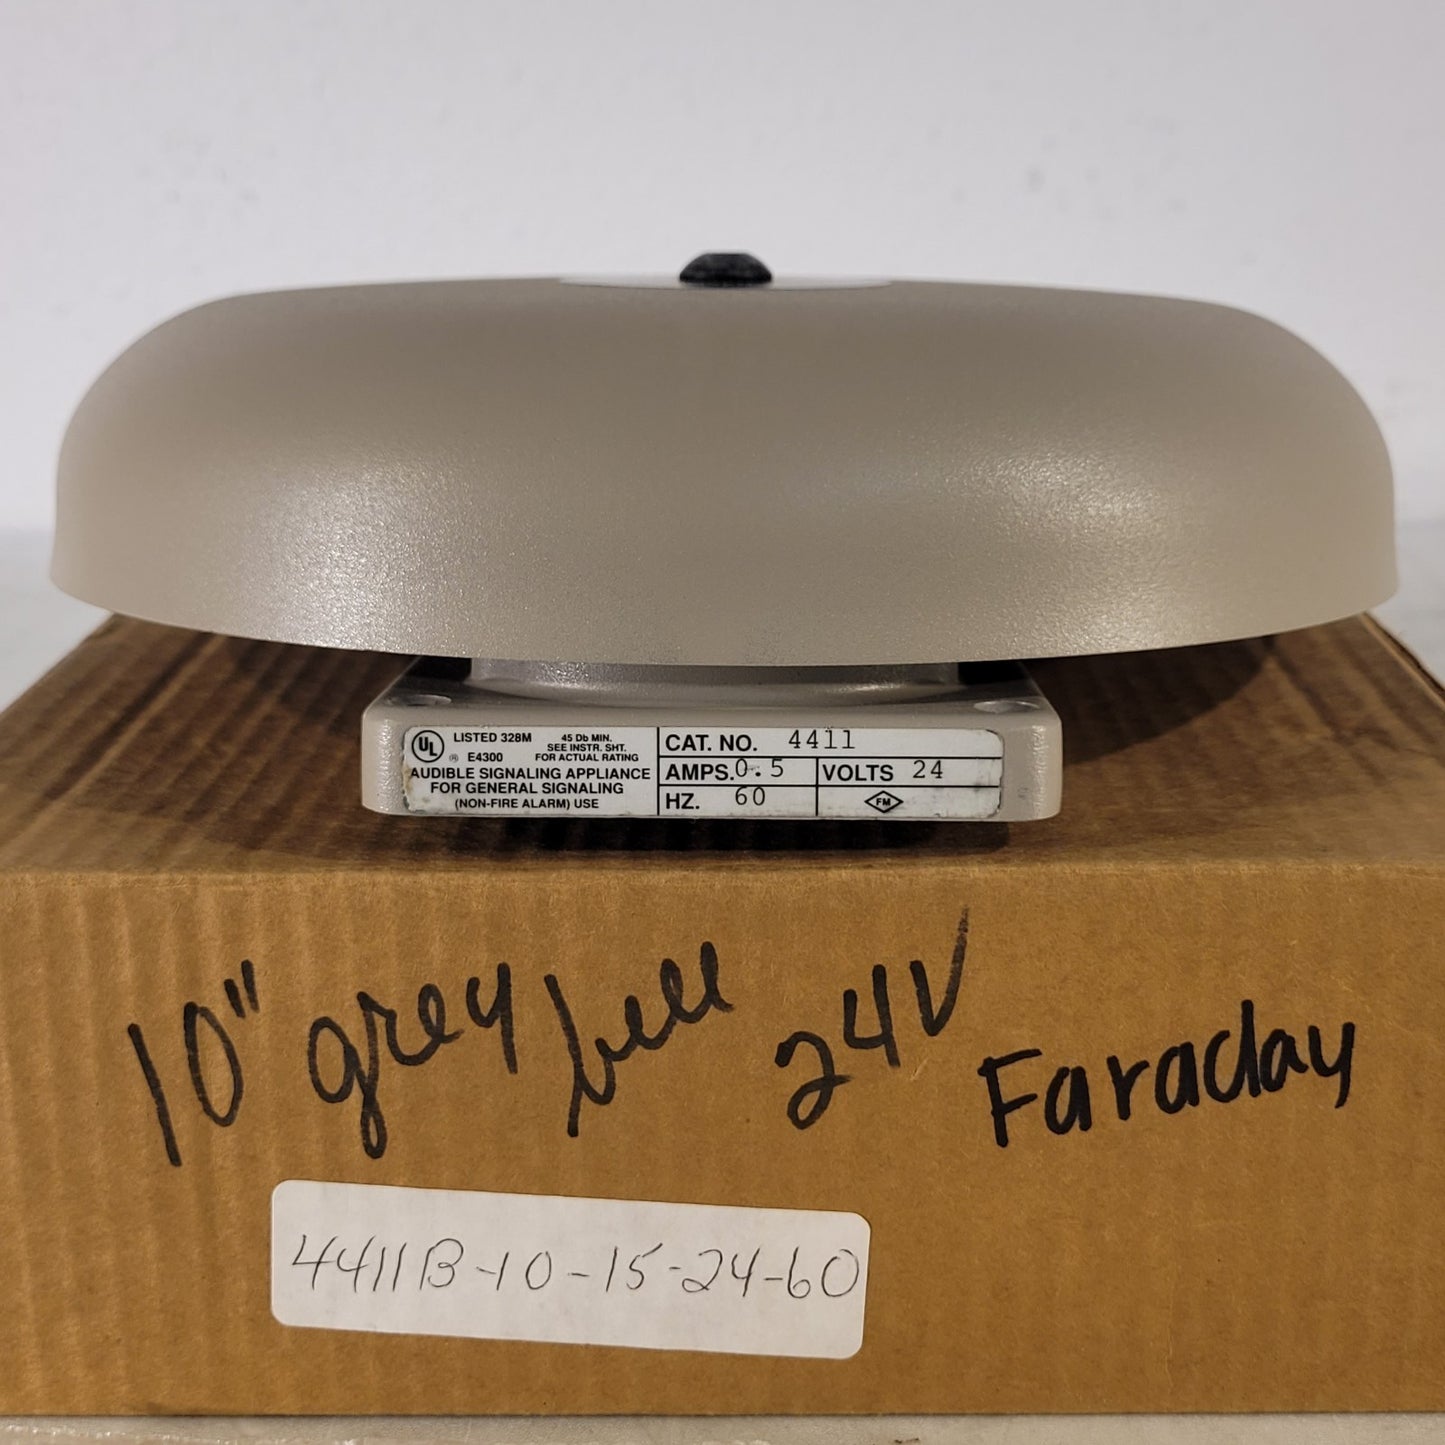 UL LISTED 328M
® E4300
45 Db MIN.
SEE INSTR. SHT.
FOR ACTUAL RATING
AUDIBLE SIGNALING APPLIANCE
FOR GENERAL SIGNALING
(NON-FIRE ALARM) USE
CAT. NO. 4411
AMPS. 0.5 VOLTS 24
HZ. 60 FM
10" grey bell 24V Faraday
4411B-10-15-24-60